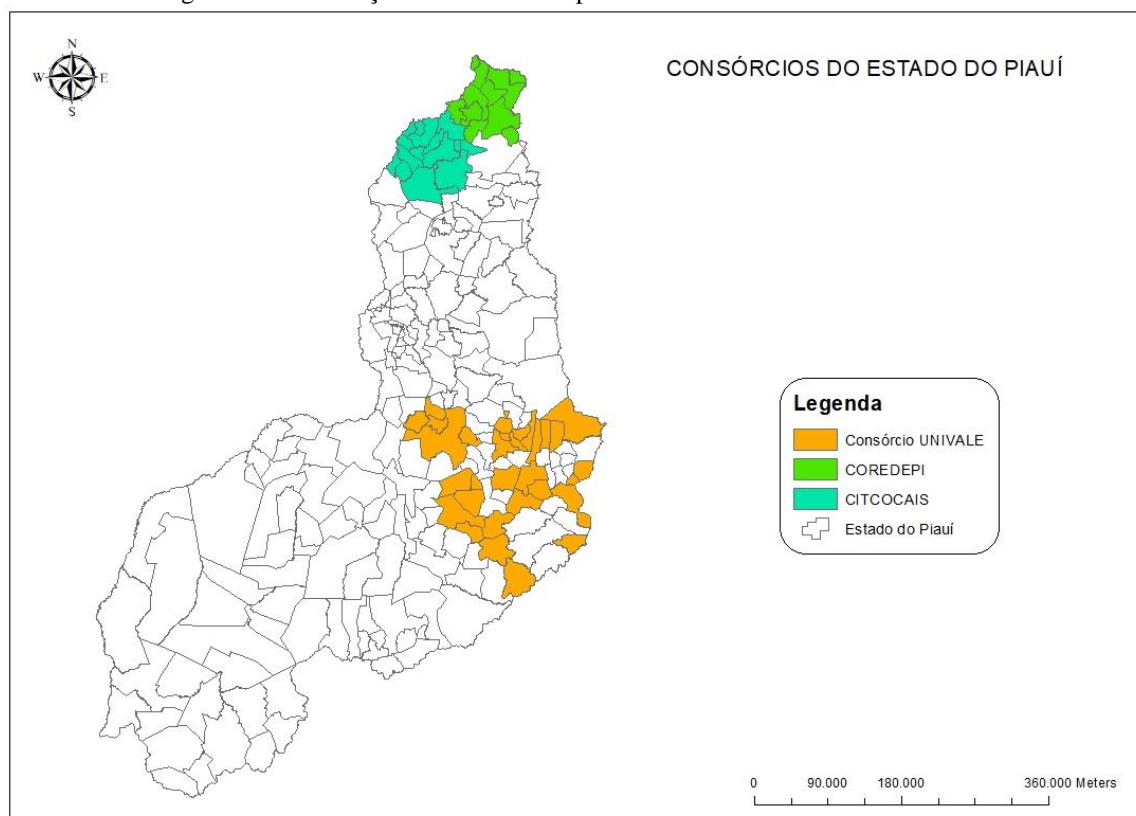 N
W E
S
CONSÓRCIOS DO ESTADO DO PIAUÍ
Legenda
Consórcio UNIVALE
COREDEPI
CITCOCAIS
Estado do Piauí
0 90.000 180.000 360.000 Meters